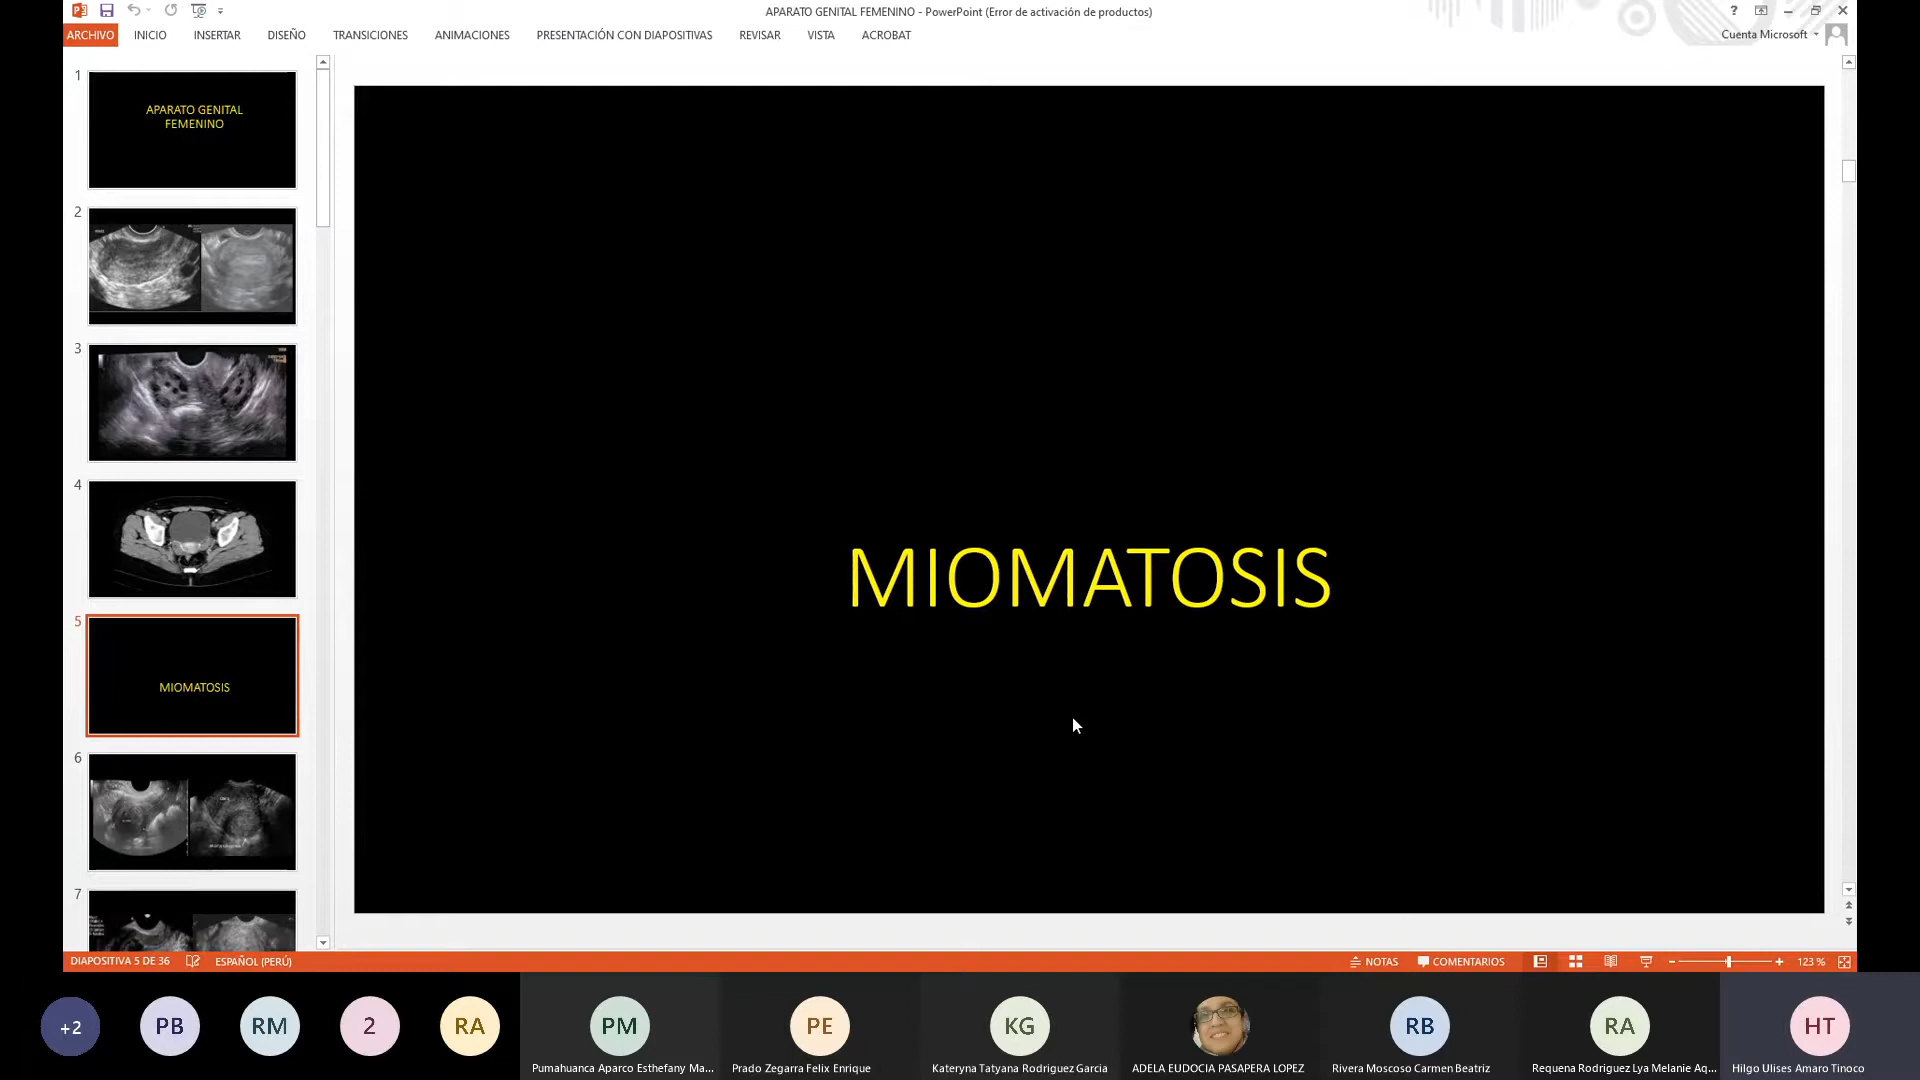 APARATO GENITAL FEMENINO - PowerPoint (Error de activación de productos)
?
ARCHIVO INICIO INSERTAR DISEÑO TRANSICIONES ANIMACIONES PRESENTACIÓN CON DIAPOSITIVAS REVISAR VISTA ACROBAT
Cuenta Microsoft
1
APARATO GENITAL
FEMENINO
2
3
4
5
MIOMATOSIS
6
7
MIOMATOSIS
DIAPOSITIVA 5 DE 36 ESPAÑOL (PERÚ) NOTAS COMENTARIOS 123 %
+2 PB RM 2 RA PM PE KG RB RA HT
Pumahuanca Aparco Esthefany Ma... Prado Zegarra Felix Enrique Kateryna Tatyana Rodriguez Garcia ADELA EUDOCIA PASAPERA LOPEZ Rivera Moscoso Carmen Beatriz Requena Rodriguez Lya Melanie Aq... Hilgo Ulises Amaro Tinoco